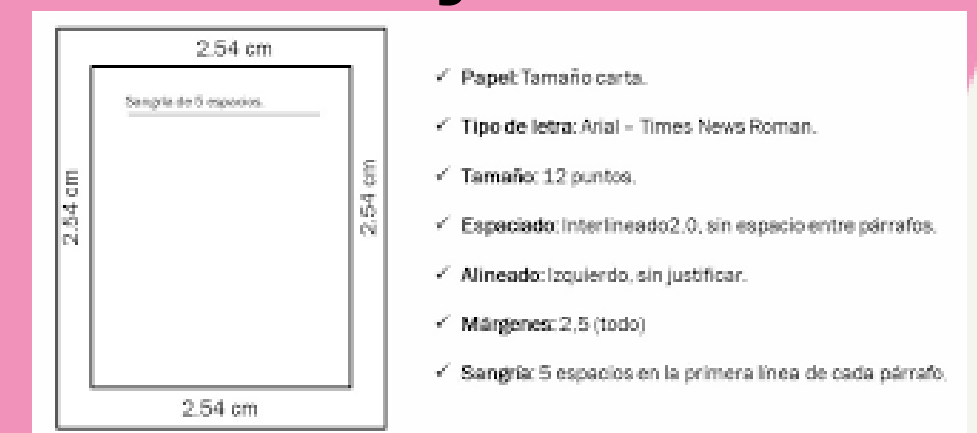 2.54 cm
Sangría de 5 espacios.
2.54 cm
2.54 cm
2.54 cm
✓ Papel: Tamaño carta.
✓ Tipo de letra: Arial – Times News Roman.
✓ Tamaño: 12 puntos.
✓ Espaciado: Interlineado2.0, sin espacio entre párrafos.
✓ Alineado: Izquierdo, sin justificar.
✓ Márgenes: 2,5 (todo)
✓ Sangría: 5 espacios en la primera línea de cada párrafo.